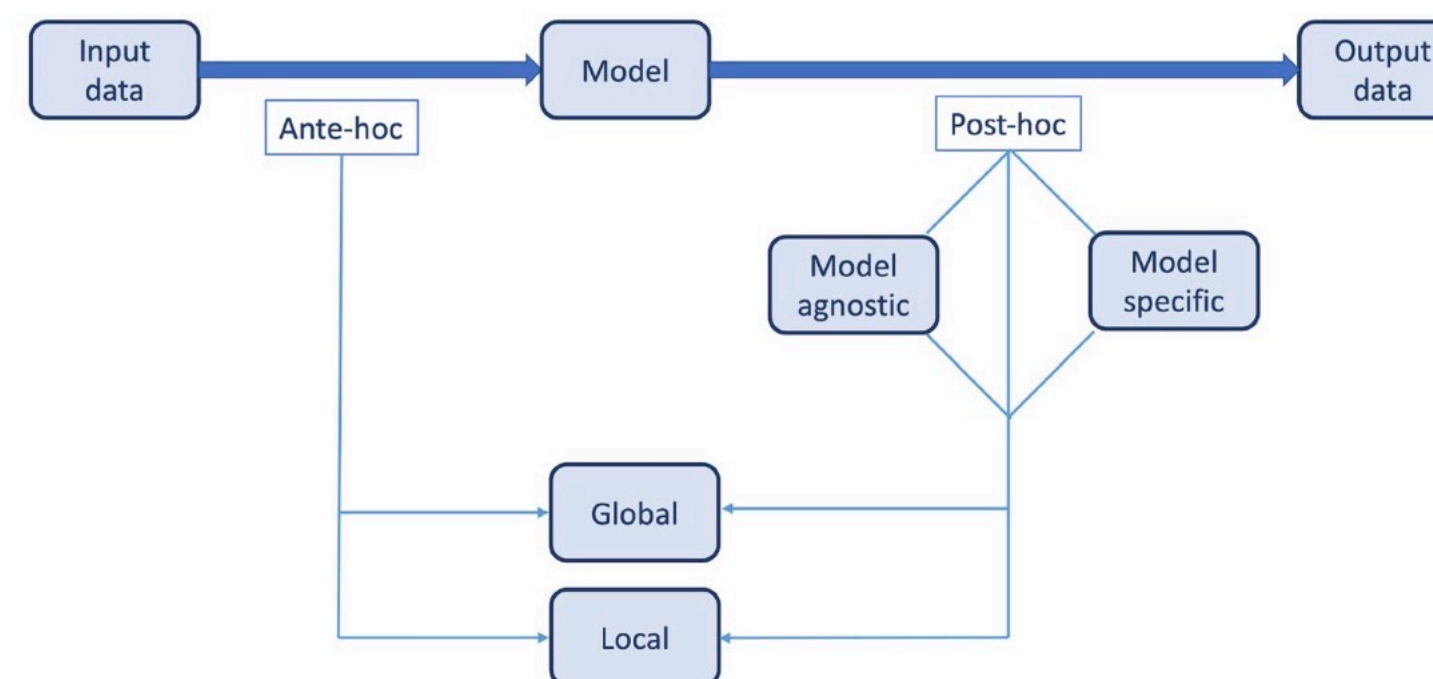 Input
data
Model
Output
data
Ante-hoc
Post-hoc
Model
agnostic
Model
specific
Global
Local